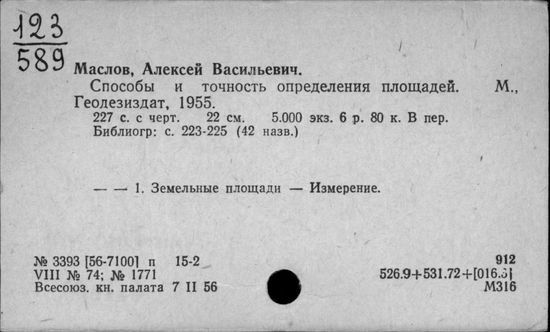 123
589
Маслов, Алексей Васильевич.
Способы и точность определения площадей. М.,
Геодезиздат, 1955.
227 с. с черт. 22 см. 5.000 экз. 6 р. 80 к. В пер.
Библиогр: с. 223-225 (42 назв.)
— — 1. Земельные площади — Измерение.
№ 3393 [56-7100] п 15-2 912
VIII № 74; № 1771 526.9+531.72+[016.3]
Всесоюз. кн. палата 7 II 56 М316